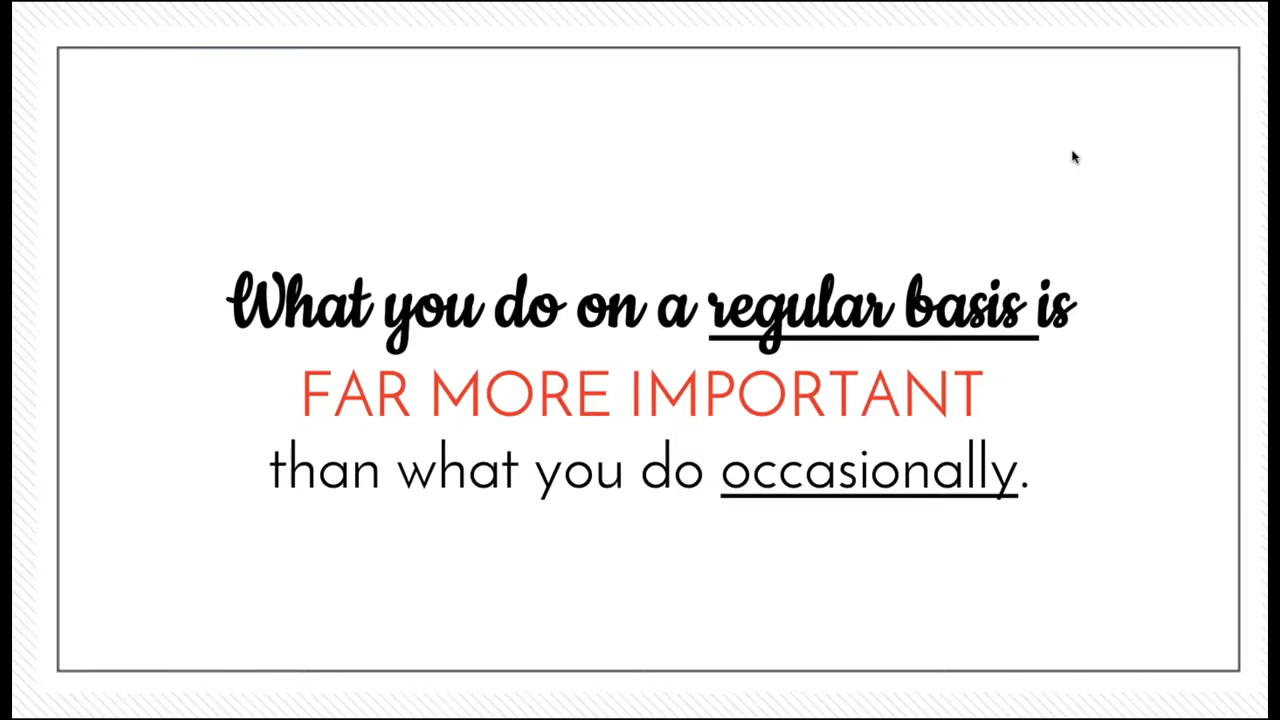 What you do on a regular basis is
FAR MORE IMPORTANT
than what you do occasionally.